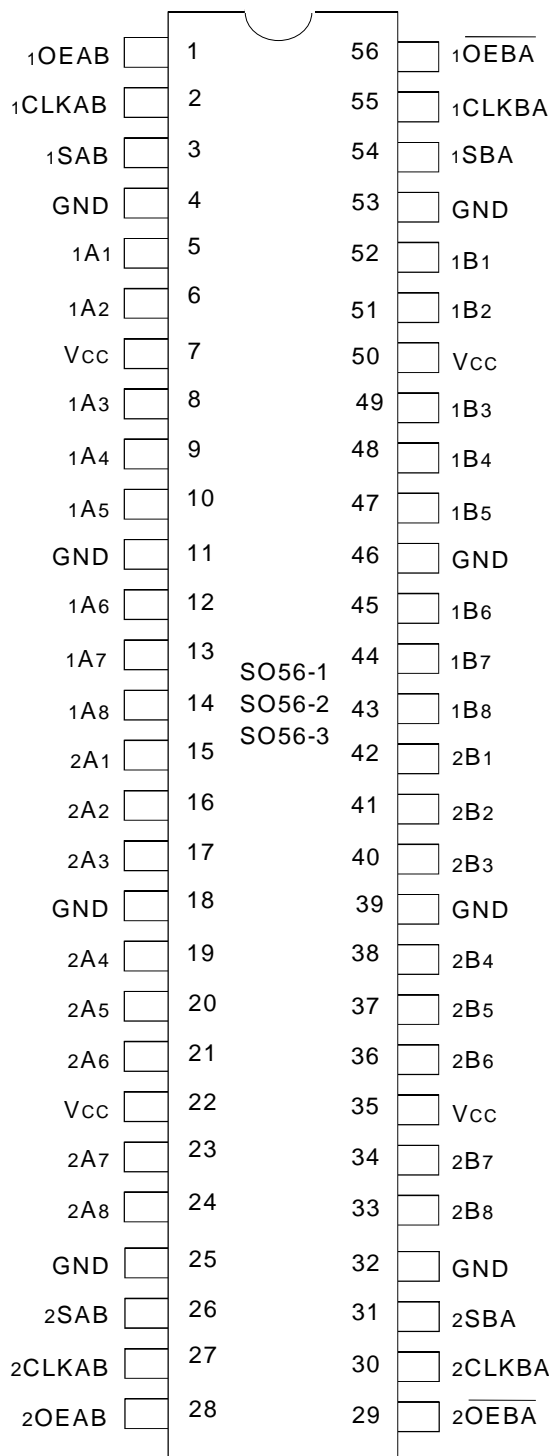 1OEAB 1 56 1O̅E̅B̅A̅
1CLKAB 2 55 1CLKBA
1SAB 3 54 1SBA
GND 4 53 GND
1A1 5 52 1B1
1A2 6 51 1B2
VCC 7 50 VCC
1A3 8 49 1B3
1A4 9 48 1B4
1A5 10 47 1B5
GND 11 46 GND
1A6 12 45 1B6
1A7 13 44 1B7
SO56-1
1A8 14 SO56-2 43 1B8
SO56-3
2A1 15 42 2B1
2A2 16 41 2B2
2A3 17 40 2B3
GND 18 39 GND
2A4 19 38 2B4
2A5 20 37 2B5
2A6 21 36 2B6
VCC 22 35 VCC
2A7 23 34 2B7
2A8 24 33 2B8
GND 25 32 GND
2SAB 26 31 2SBA
2CLKAB 27 30 2CLKBA
2OEAB 28 29 2O̅E̅B̅A̅